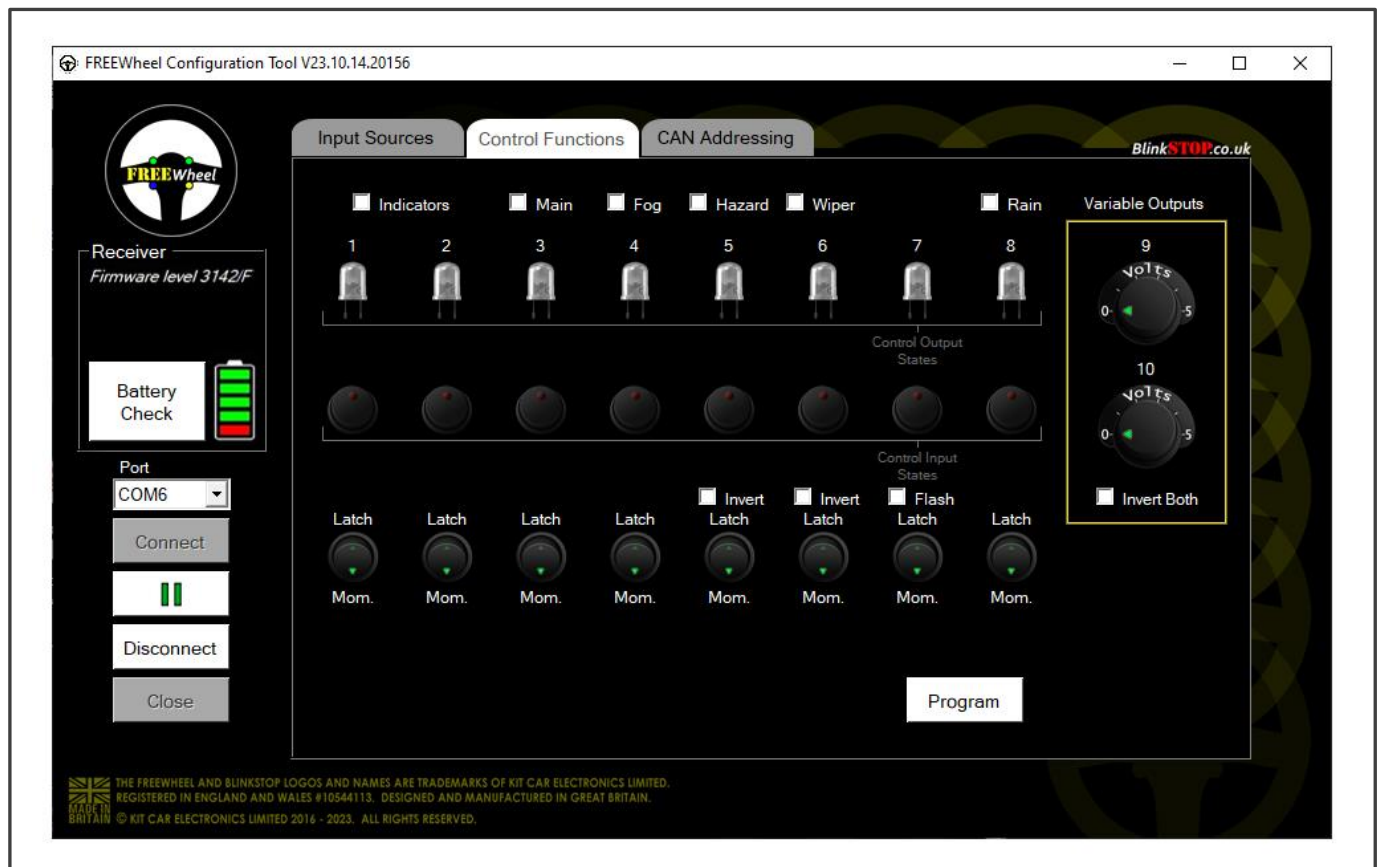 FREEWheel Configuration Tool V23.10.14.20156
Input Sources Control Functions CAN Addressing
BlinkSTOP.co.uk
FREEWheel
Indicators Main Fog Hazard Wiper Rain Variable Outputs
Receiver
Firmware level 3142/F
1 2 3 4 5 6 7 8 9
Volts
0- -5
Control Output
States
Battery
Check
10
Volts
0- -5
Control Input
States
Port
COM6
Invert Invert Flash Invert Both
Latch Latch Latch Latch Latch Latch Latch Latch
Connect
Mom. Mom. Mom. Mom. Mom. Mom. Mom. Mom.
Disconnect
Close
Program
MADE IN
BRITAIN
THE FREEWHEEL AND BLINKSTOP LOGOS AND NAMES ARE TRADEMARKS OF KIT CAR ELECTRONICS LIMITED.
REGISTERED IN ENGLAND AND WALES #10544113. DESIGNED AND MANUFACTURED IN GREAT BRITAIN.
© KIT CAR ELECTRONICS LIMITED 2016 - 2023. ALL RIGHTS RESERVED.